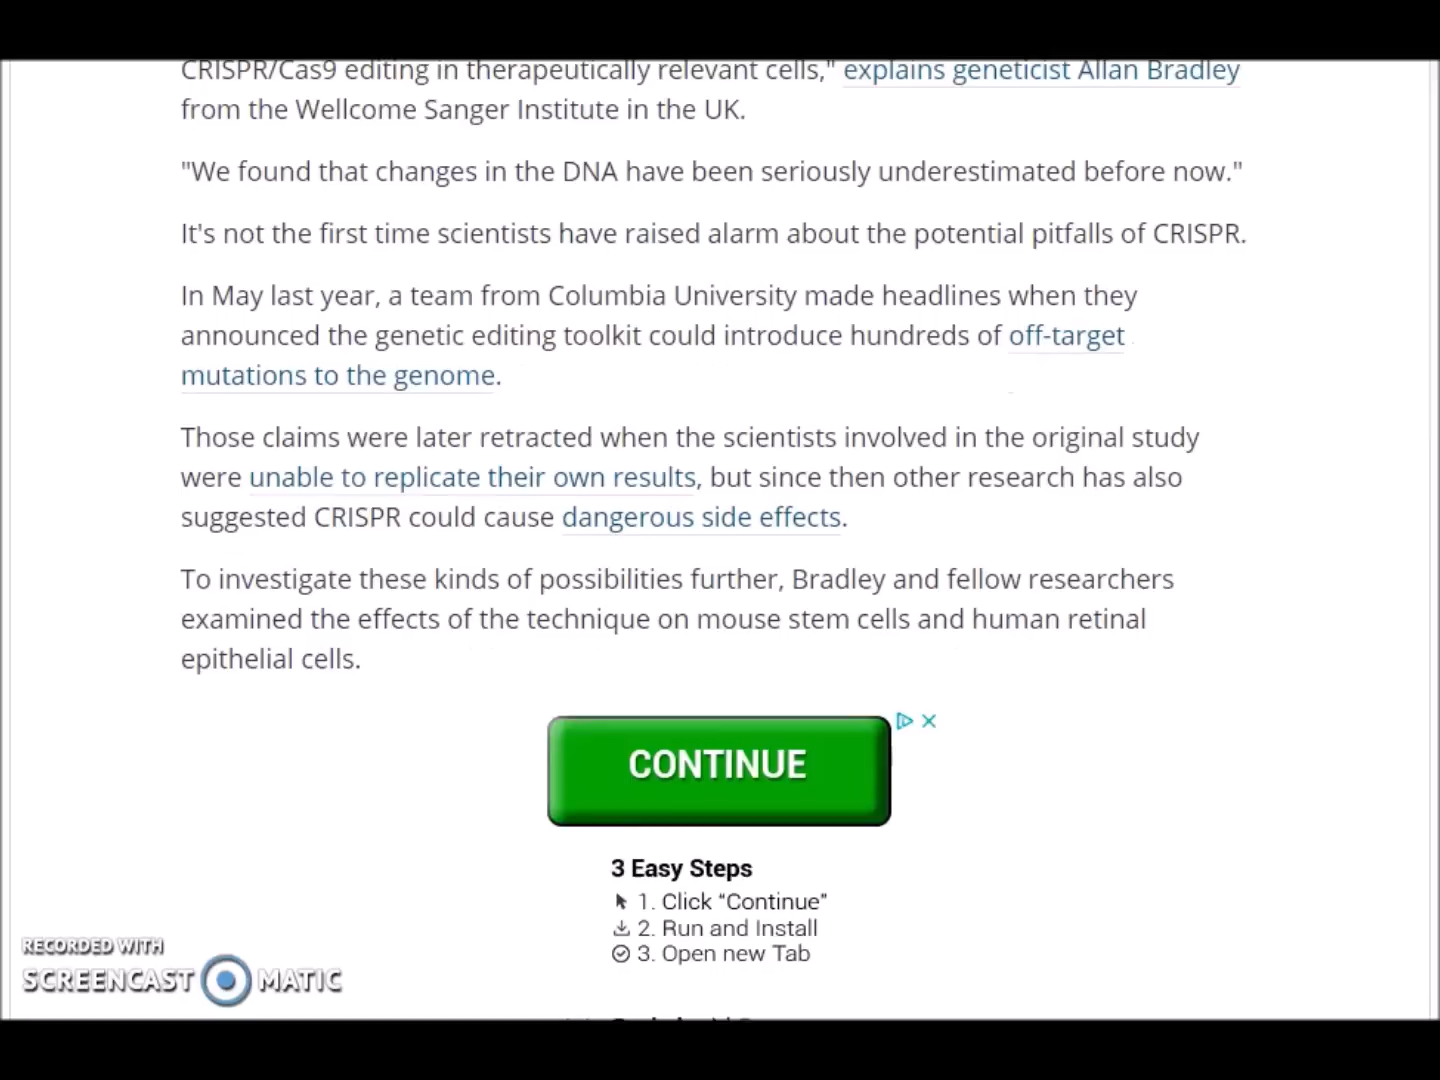 CRISPR/Cas9 editing in therapeutically relevant cells," explains geneticist Allan Bradley
from the Wellcome Sanger Institute in the UK.
"We found that changes in the DNA have been seriously underestimated before now."
It's not the first time scientists have raised alarm about the potential pitfalls of CRISPR.
In May last year, a team from Columbia University made headlines when they
announced the genetic editing toolkit could introduce hundreds of off-target
mutations to the genome.
Those claims were later retracted when the scientists involved in the original study
were unable to replicate their own results, but since then other research has also
suggested CRISPR could cause dangerous side effects.
To investigate these kinds of possibilities further, Bradley and fellow researchers
examined the effects of the technique on mouse stem cells and human retinal
epithelial cells.
CONTINUE
3 Easy Steps
1. Click “Continue”
2. Run and Install
3. Open new Tab
RECORDED WITH
SCREENCAST MATIC